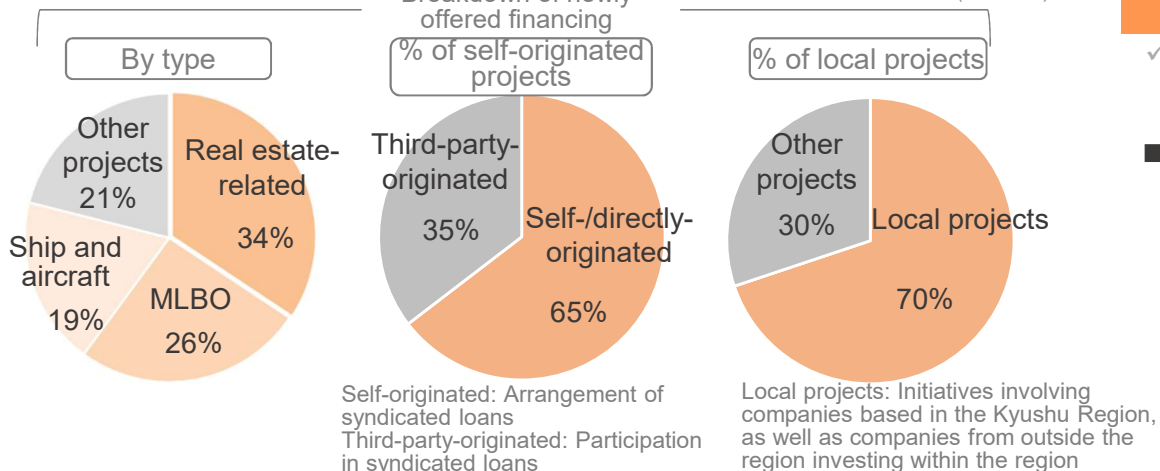 offered financing
By type
% of self-originated
projects
% of local projects
Other
projects
21%
Real estate-
related
34%
Ship and
aircraft
19%
MLBO
26%
Third-party-
originated
35%
Self-/directly-
originated
65%
Other
projects
30%
Local projects
70%
Self-originated: Arrangement of
syndicated loans
Third-party-originated: Participation
in syndicated loans
Local projects: Initiatives involving
companies based in the Kyushu Region,
as well as companies from outside the
region investing within the region